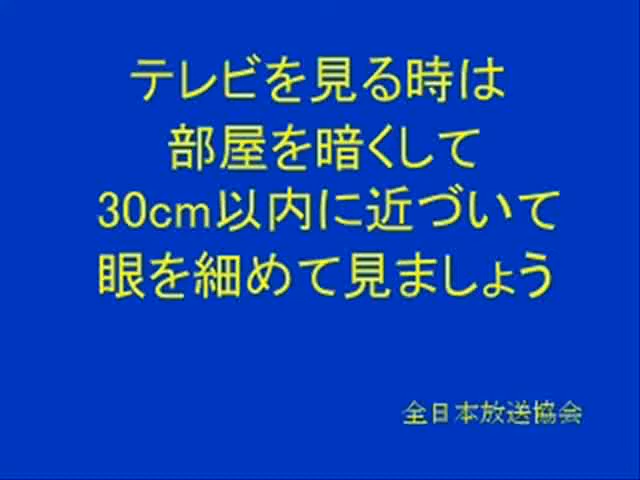 テレビを見る時は
部屋を暗くして
30cm以内に近づいて
眼を細めて見ましょう
全日本放送協会